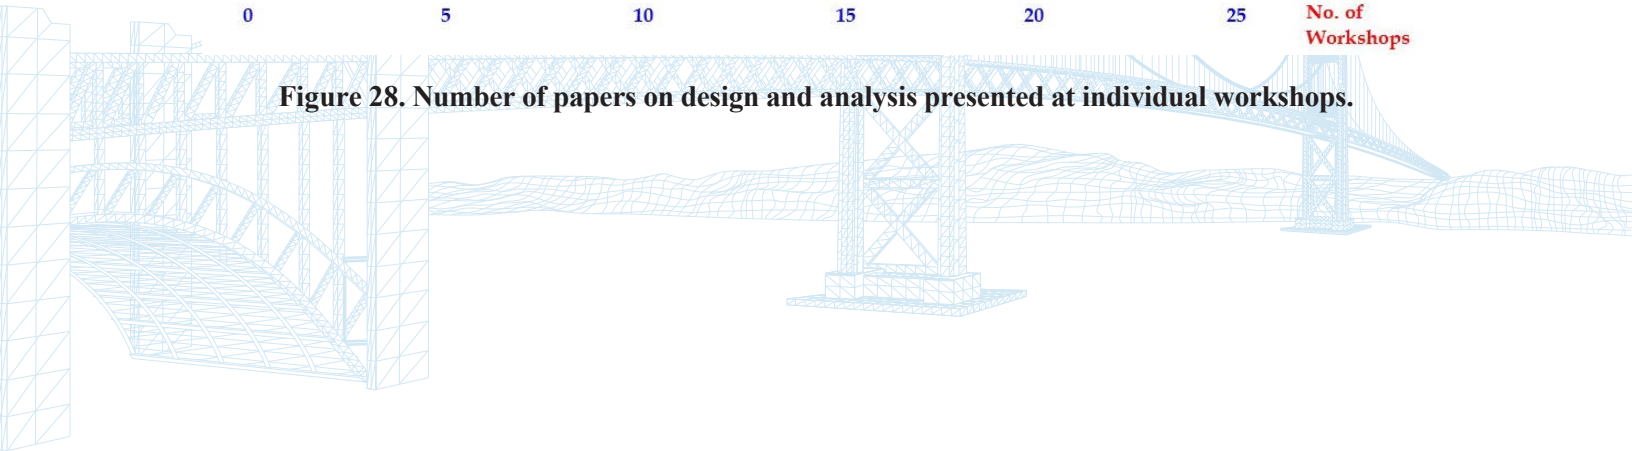 0 5 10 15 20 25 No. of
Workshops
Figure 28. Number of papers on design and analysis presented at individual workshops.